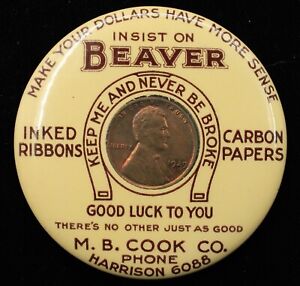 MAKE YOUR DOLLARS HAVE MORE SENSE
INSIST ON
BEAVER
KEEP ME AND NEVER BE BROKE
INKED
RIBBONS
CARBON
PAPERS
LIBERTY
GOOD LUCK TO YOU
THERE'S NO OTHER JUST AS GOOD
M. B. COOK CO.
PHONE
HARRISON 6088